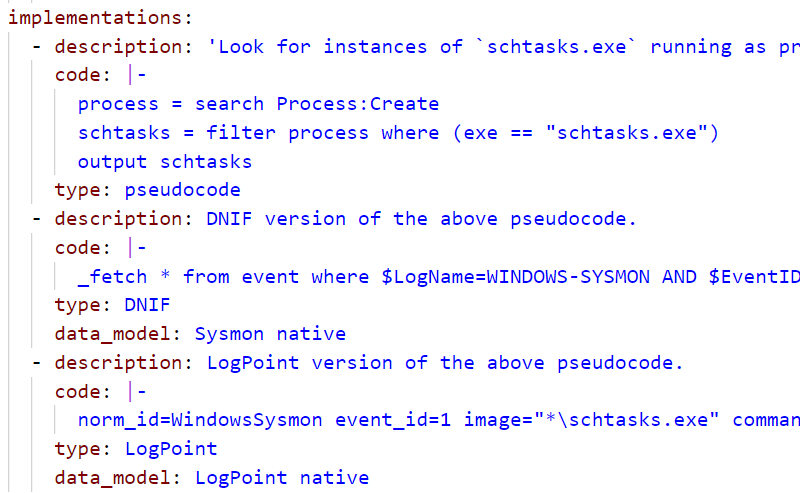 implementations:
- description: 'Look for instances of `schtasks.exe` running as pr
code: |-
process = search Process:Create
schtasks = filter process where (exe == "schtasks.exe")
output schtasks
type: pseudocode
- description: DNIF version of the above pseudocode.
code: |-
_fetch * from event where $LogName=WINDOWS-SYSMON AND $EventID
type: DNIF
data_model: Sysmon native
- description: LogPoint version of the above pseudocode.
code: |-
norm_id=WindowsSysmon event_id=1 image="*\schtasks.exe" comman
type: LogPoint
data_model: LogPoint native